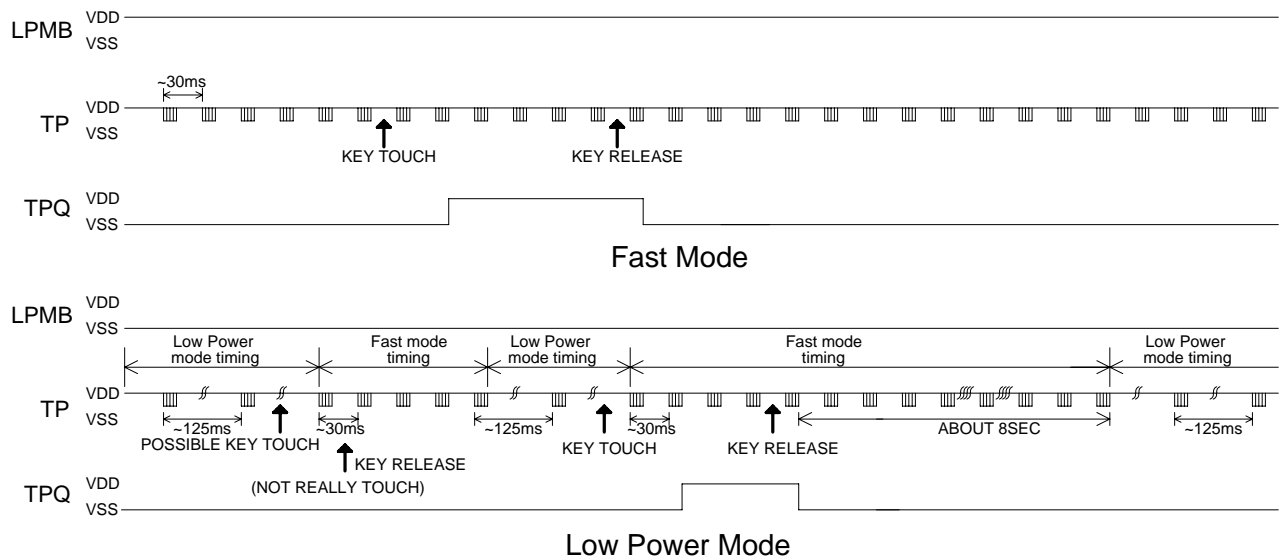 LPMB VDD
VSS
~30ms
TP VDD
VSS
KEY TOUCH KEY RELEASE
TPQ VDD
VSS
Fast Mode
LPMB VDD
VSS
Low Power
mode timing
Fast mode
timing
Low Power
mode timing
Fast mode
timing
Low Power
mode timing
TP VDD
VSS
~125ms ~30ms ~125ms ~30ms ABOUT 8SEC ~125ms
POSSIBLE KEY TOUCH KEY TOUCH KEY RELEASE
KEY RELEASE
(NOT REALLY TOUCH)
TPQ VDD
VSS
Low Power Mode